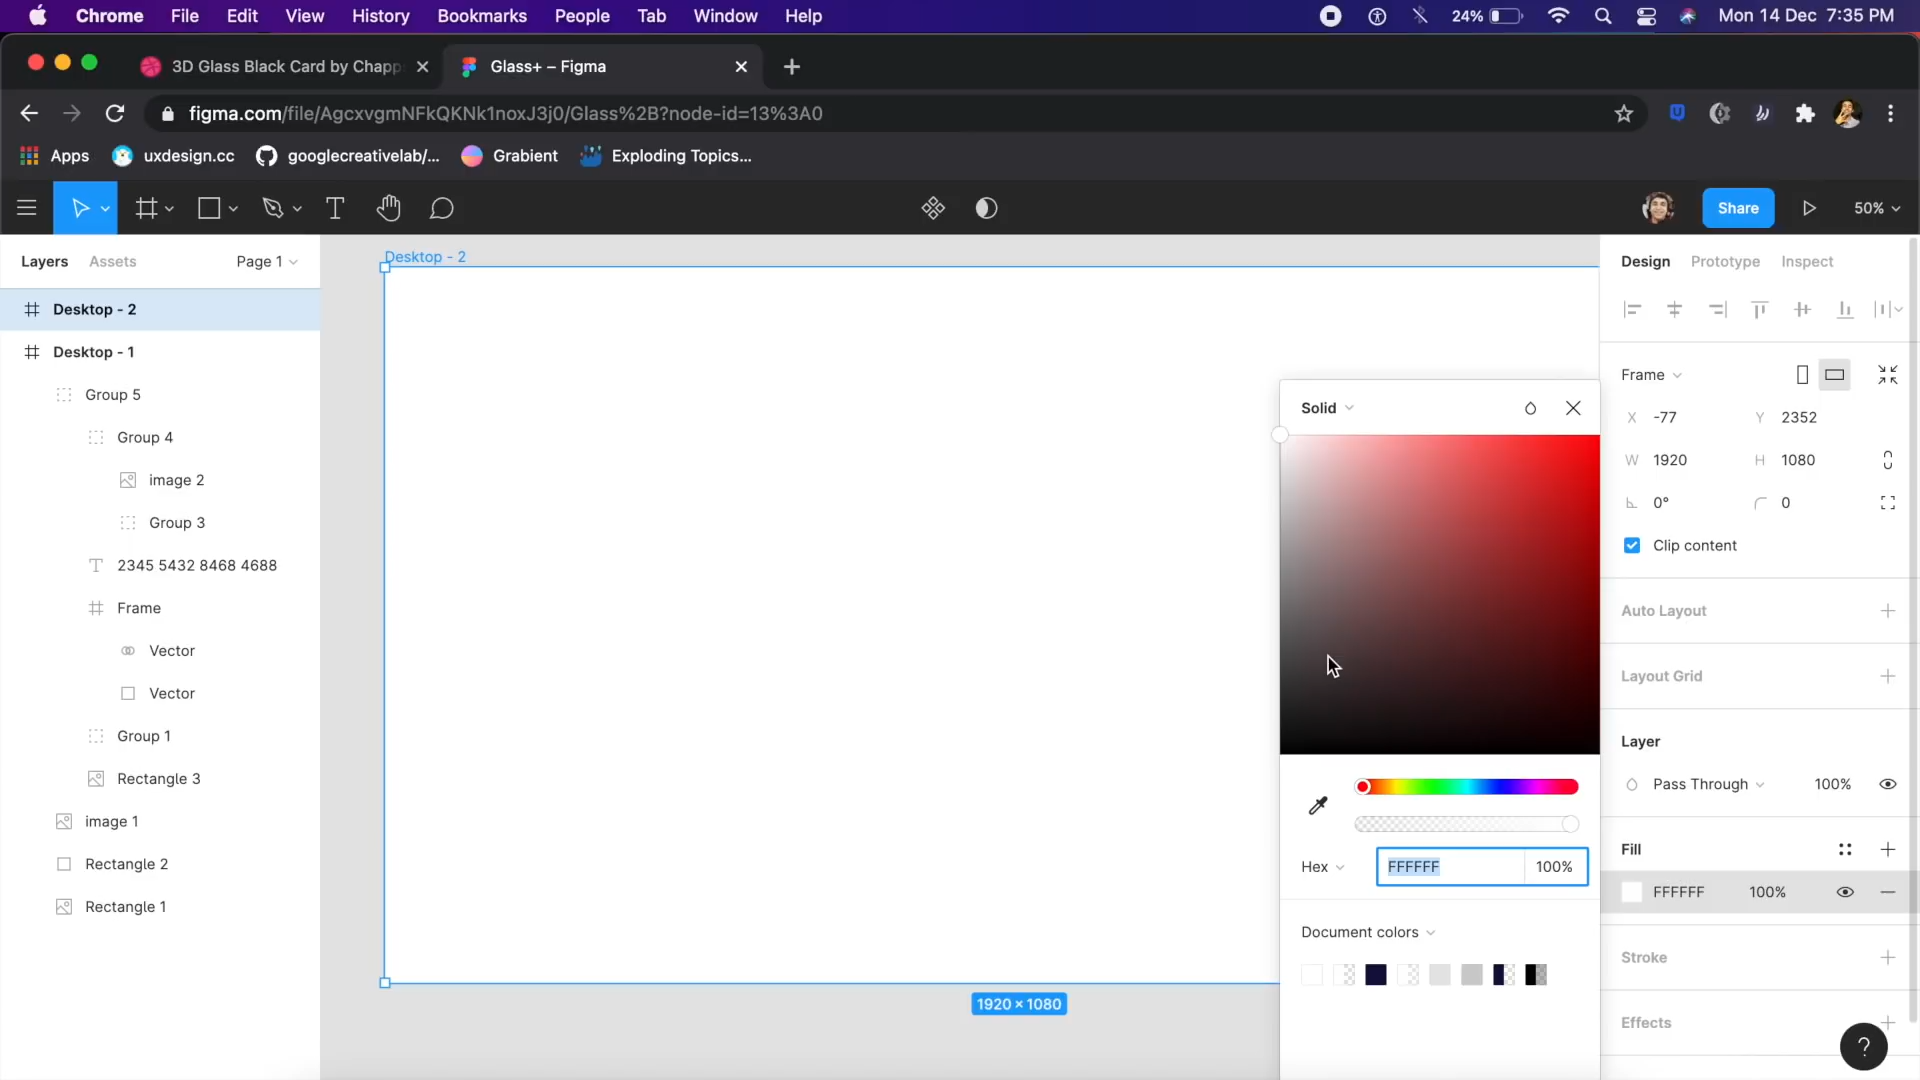 Chrome File Edit View History Bookmarks People Tab Window Help 24% Mon 14 Dec 7:35 PM
3D Glass Black Card by Chapp Glass+ – Figma
figma.com/file/AgcxvgmNFkQKNk1noxJ3j0/Glass%2B?node-id=13%3A0
Apps uxdesign.cc googlecreativelab/... Grabient Exploding Topics...
Share 50%
Layers Assets Page 1
Desktop - 2
Desktop - 1
Group 5
Group 4
image 2
Group 3
2345 5432 8468 4688
Frame
Vector
Vector
Group 1
Rectangle 3
image 1
Rectangle 2
Rectangle 1
Desktop - 2
1920 × 1080
Solid
Hex FFFFFF 100%
Document colors
Design Prototype Inspect
Frame
X -77 Y 2352
W 1920 H 1080
0° 0
Clip content
Auto Layout
Layout Grid
Layer
Pass Through 100%
Fill
FFFFFF 100%
Stroke
Effects
?